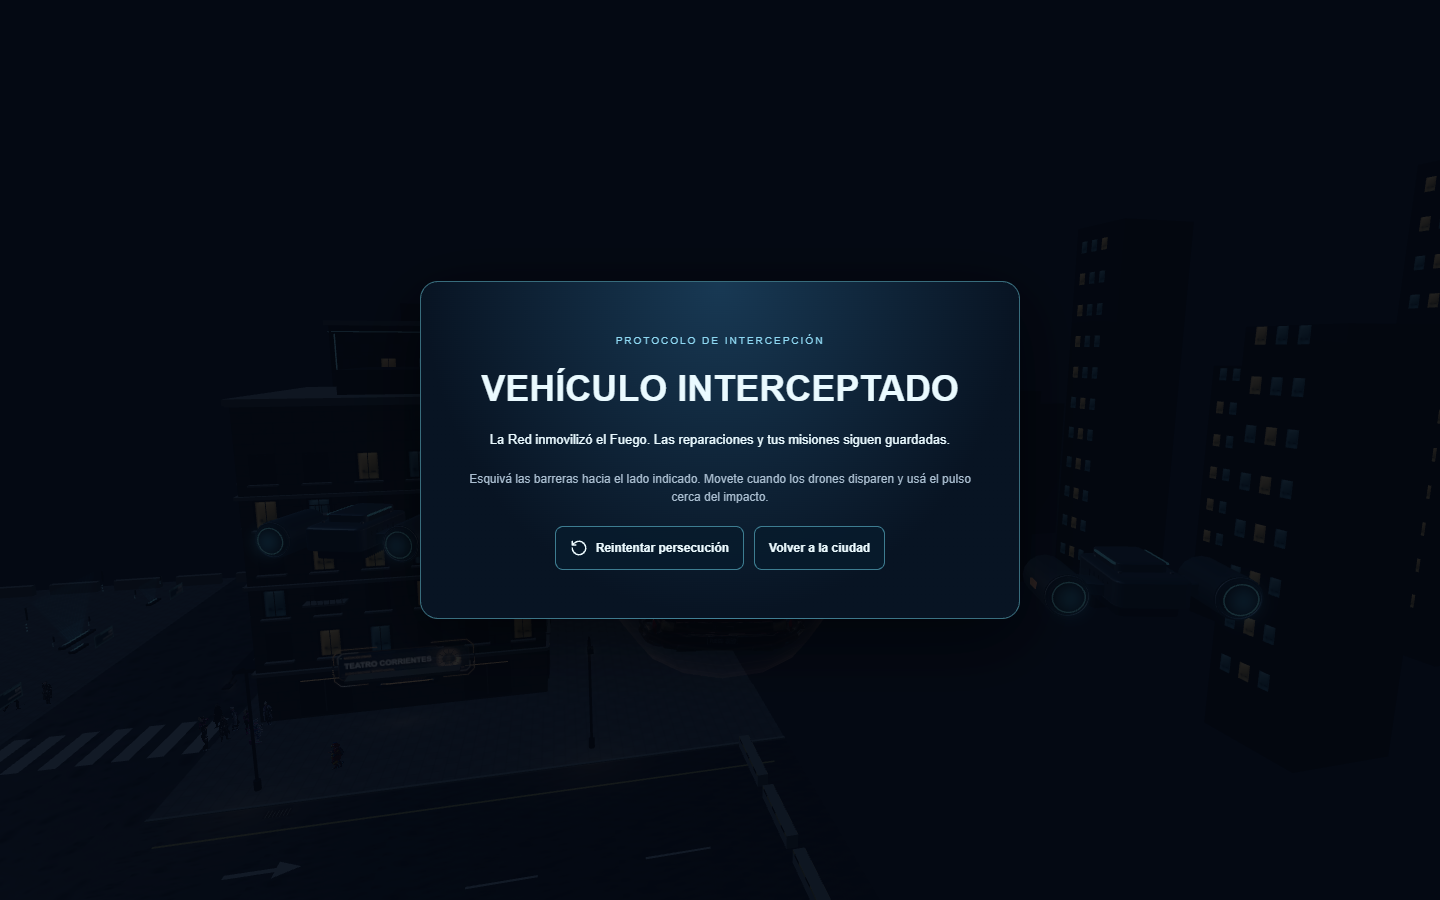 PROTOCOLO DE INTERCEPCIÓN
VEHÍCULO INTERCEPTADO
La Red inmovilizó el Fuego. Las reparaciones y tus misiones siguen guardadas.
Esquivá las barreras hacia el lado indicado. Movete cuando los drones disparen y usá el pulso
cerca del impacto.
Reintentar persecución
Volver a la ciudad
TEATRO CORRIENTES